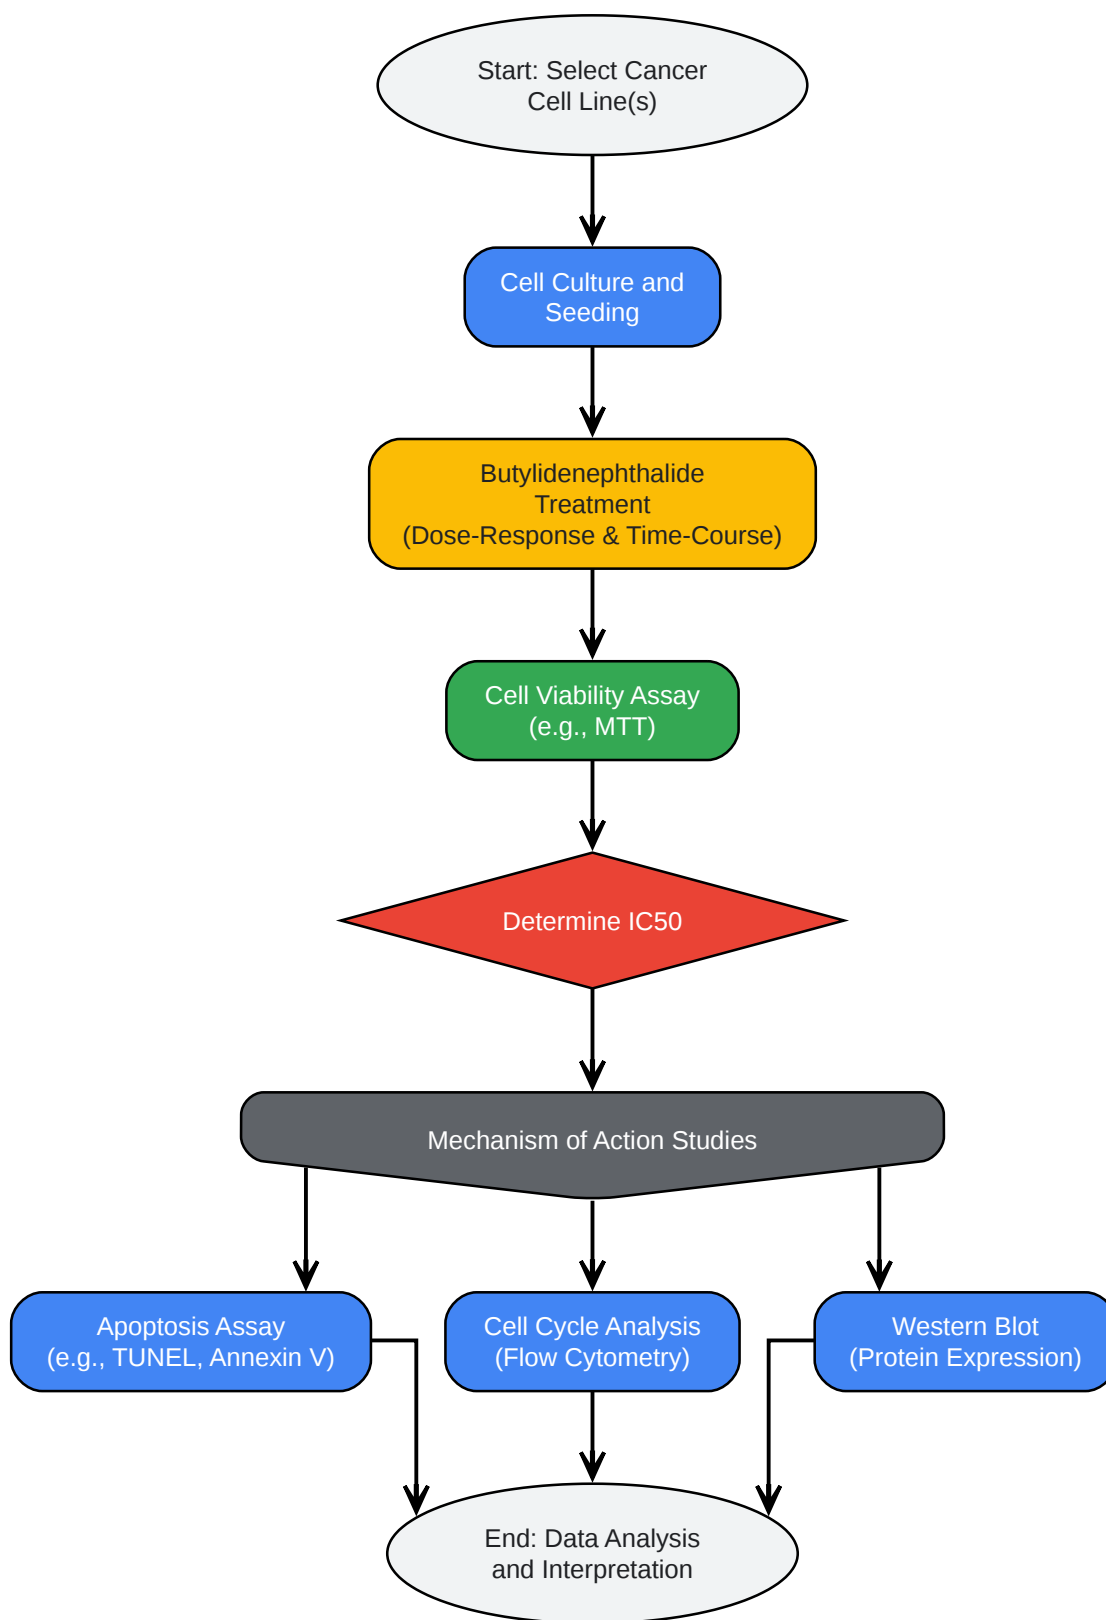 Start: Select Cancer
Cell Line(s)
Cell Culture and
Seeding
Butylidenephthalide
Treatment
(Dose-Response & Time-Course)
Cell Viability Assay
(e.g., MTT)
Determine IC50
Mechanism of Action Studies
Apoptosis Assay
(e.g., TUNEL, Annexin V)
Cell Cycle Analysis
(Flow Cytometry)
Western Blot
(Protein Expression)
End: Data Analysis
and Interpretation